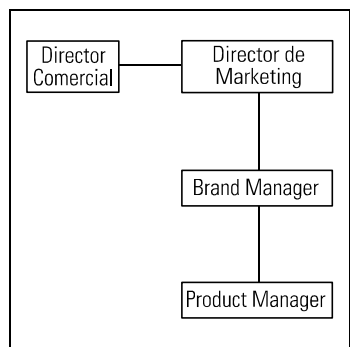 Director
Comercial
Director de
Marketing
Brand Manager
Product Manager